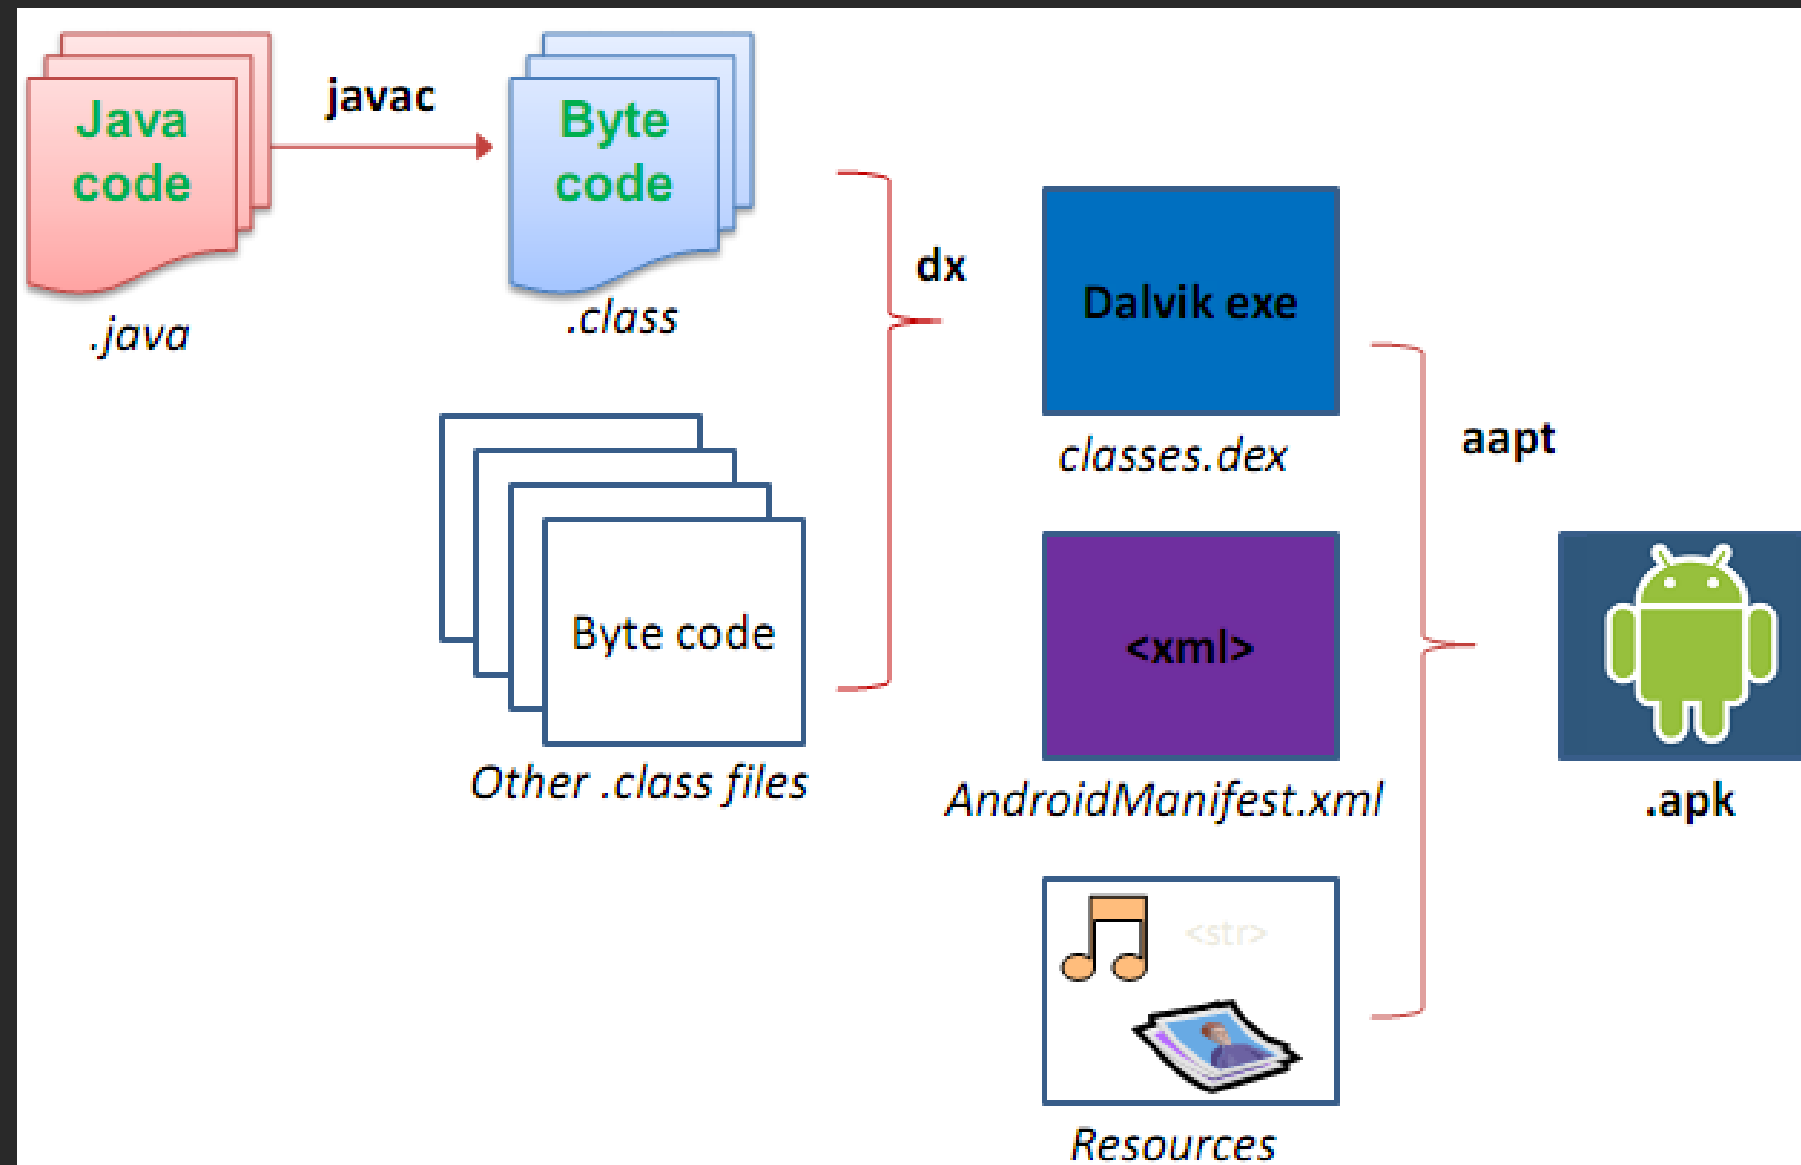 Java
code
.java
javac
Byte
code
.class
Byte code
Other .class files
dx
Dalvik exe
classes.dex
<xml>
AndroidManifest.xml
<str>
Resources
aapt
.apk